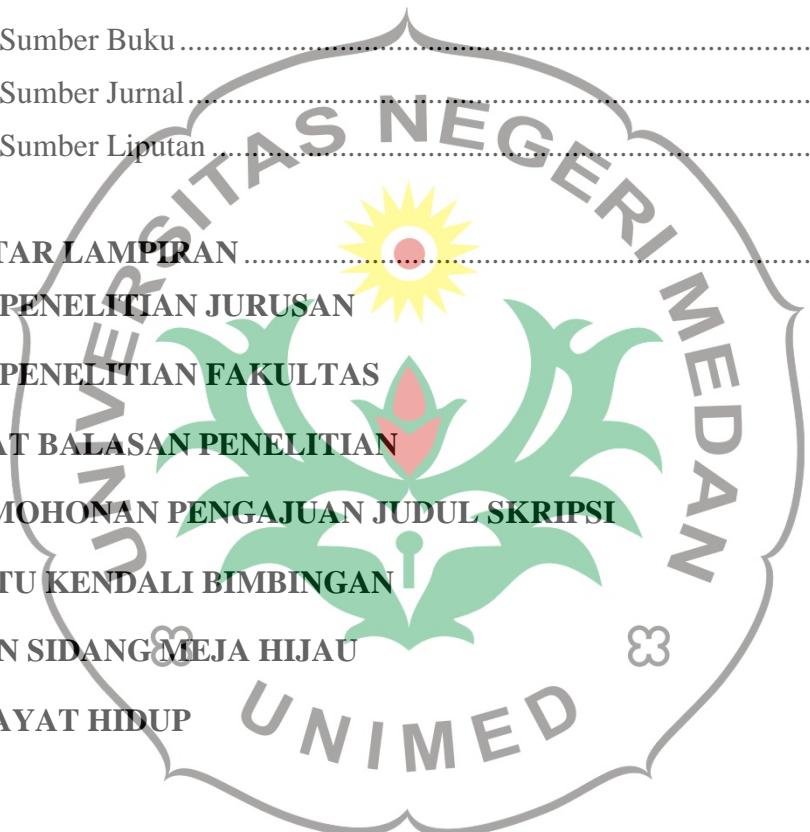 Sumber Buku ........................................................................................
Sumber Jurnal ......................................................................................
Sumber Liputan ...................................................................................
TAR LAMPIRAN ................................................................................
PENELITIAN JURUSAN
PENELITIAN FAKULTAS
AT BALASAN PENELITIAN
MOHONAN PENGAJUAN JUDUL SKRIPSI
TU KENDALI BIMBINGAN
N SIDANG MEJA HIJAU
AYAT HIDUP
UNIVERSITAS NEGERI MEDAN
UNIMED